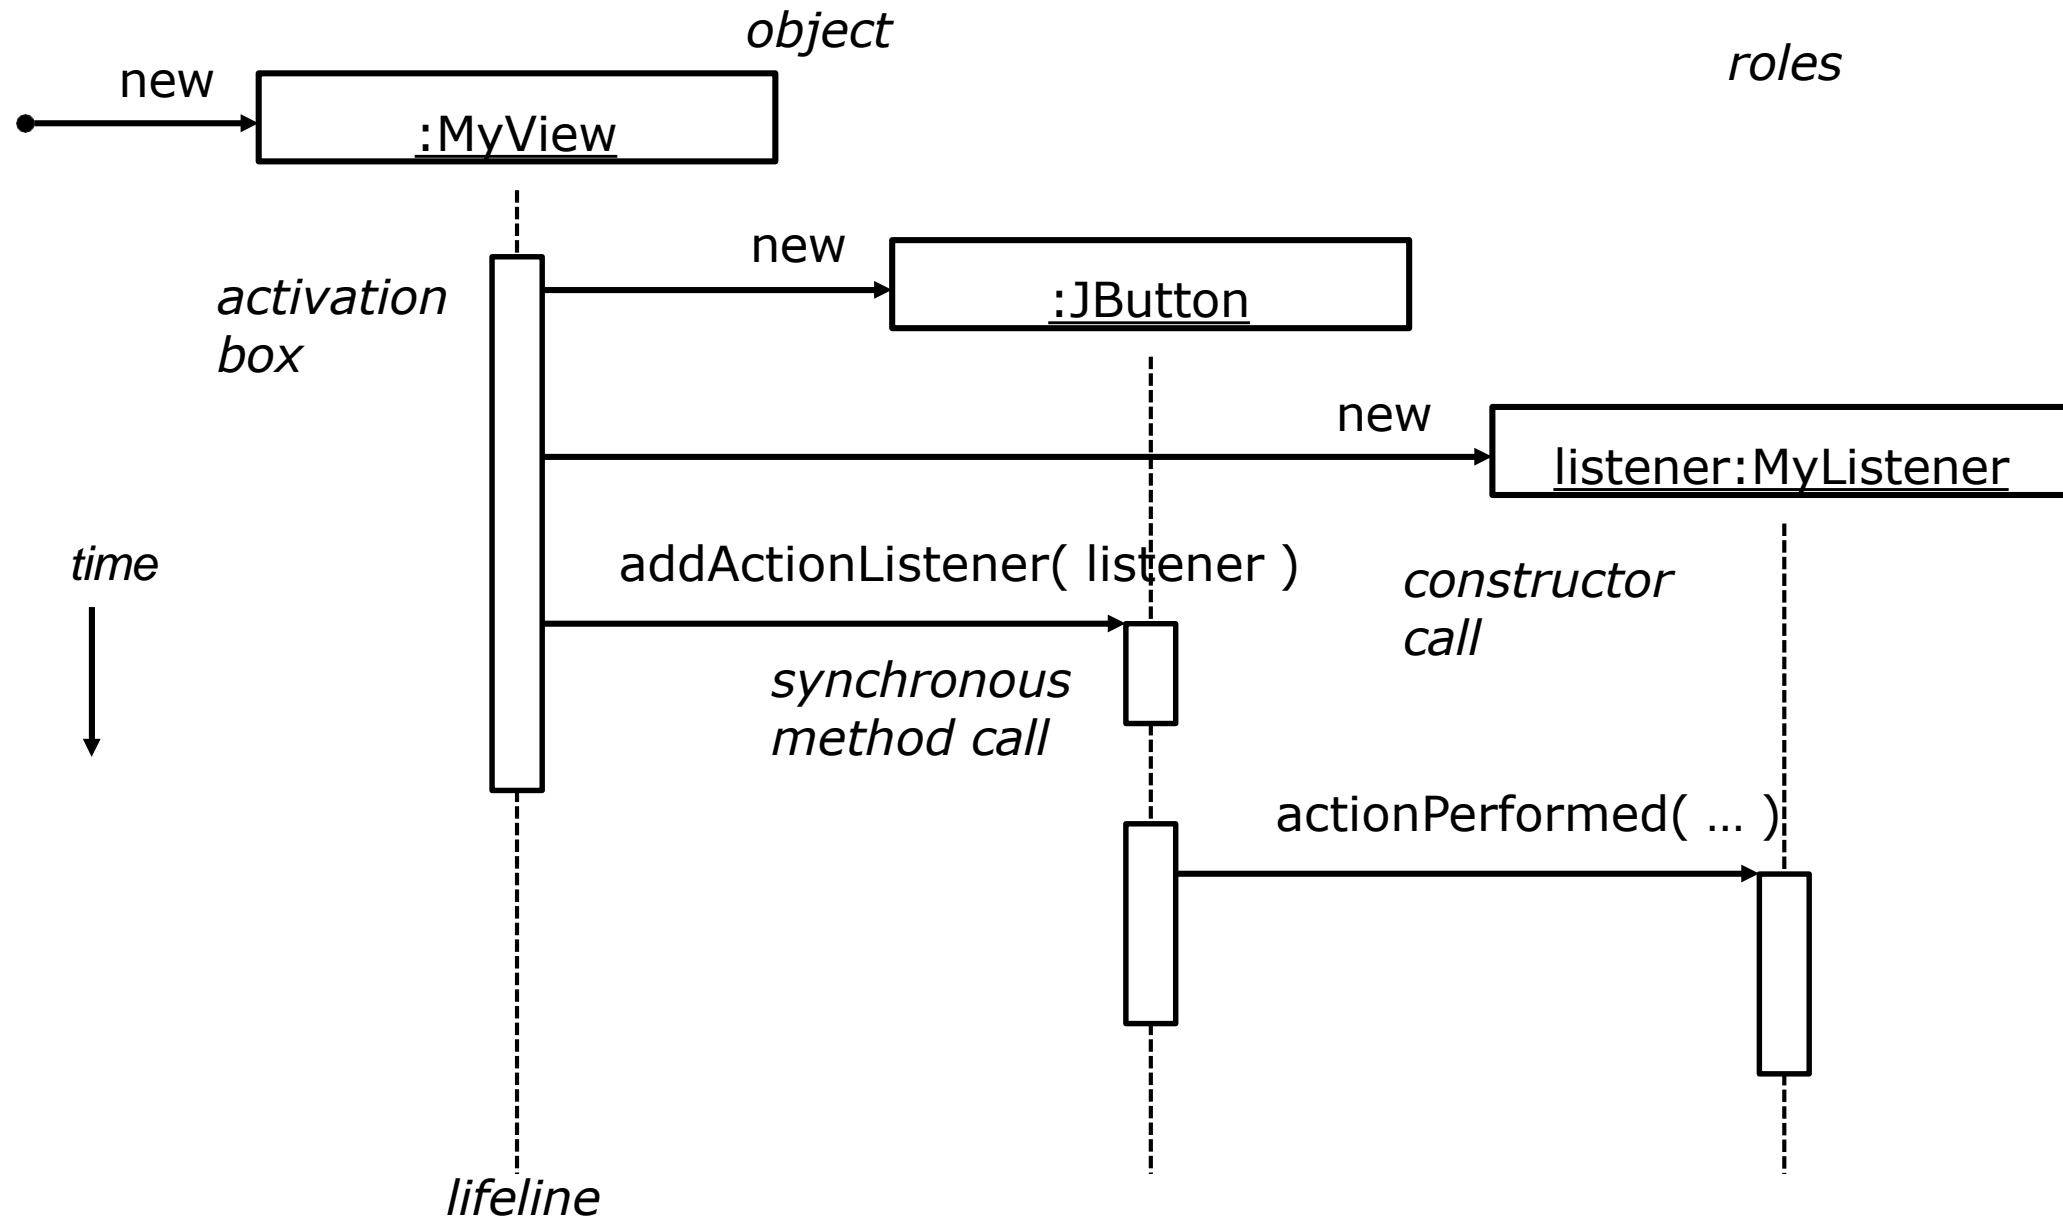 object
roles
new
:MyView
new
:JButton
activation
box
new
listener:MyListener
time
addActionListener( listener )
constructor
call
synchronous
method call
actionPerformed( ... )
lifeline